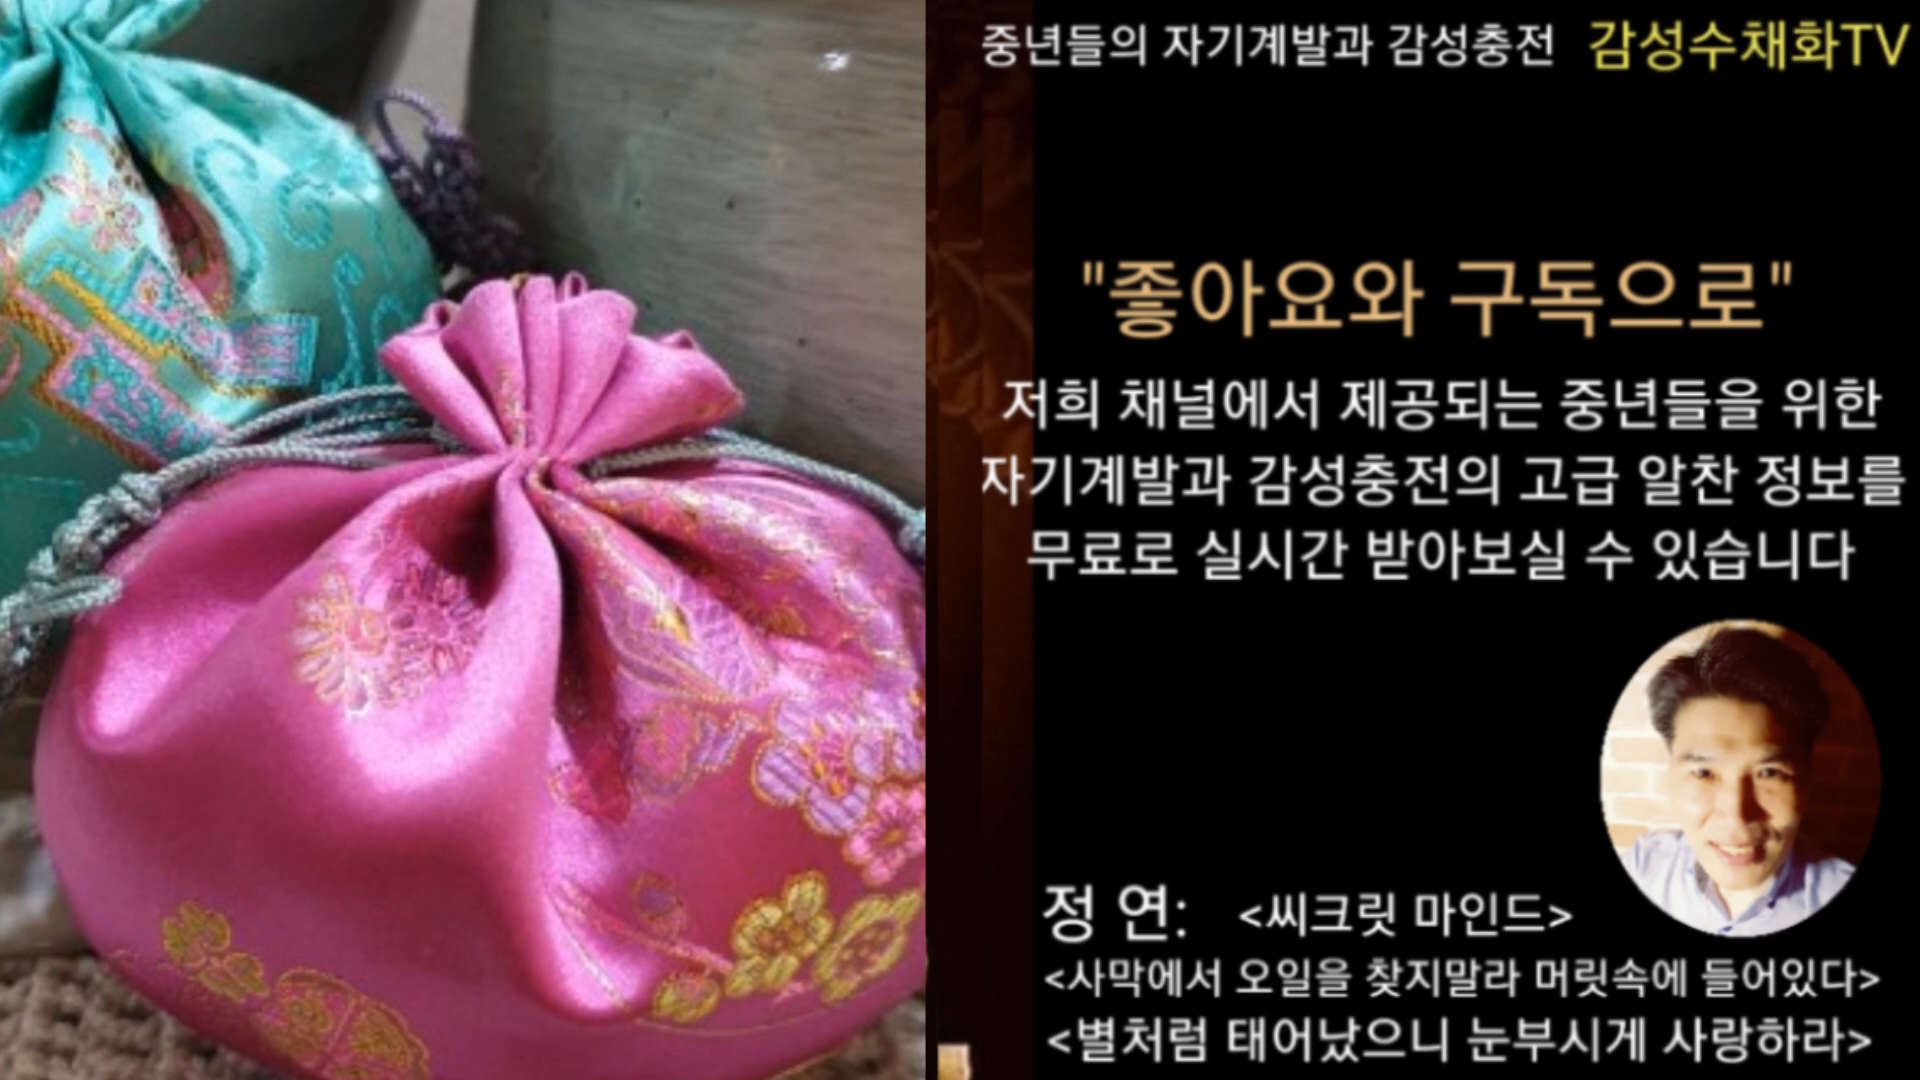 중년들의 자기계발과 감성충전 감성수채화TV
"좋아요와 구독으로"
저희 채널에서 제공되는 중년들을 위한
자기계발과 감성충전의 고급 알찬 정보를
무료로 실시간 받아보실 수 있습니다
정 연: <씨크릿 마인드>
<사막에서 오일을 찾지말라 머릿속에 들어있다>
<별처럼 태어났으니 눈부시게 사랑하라>